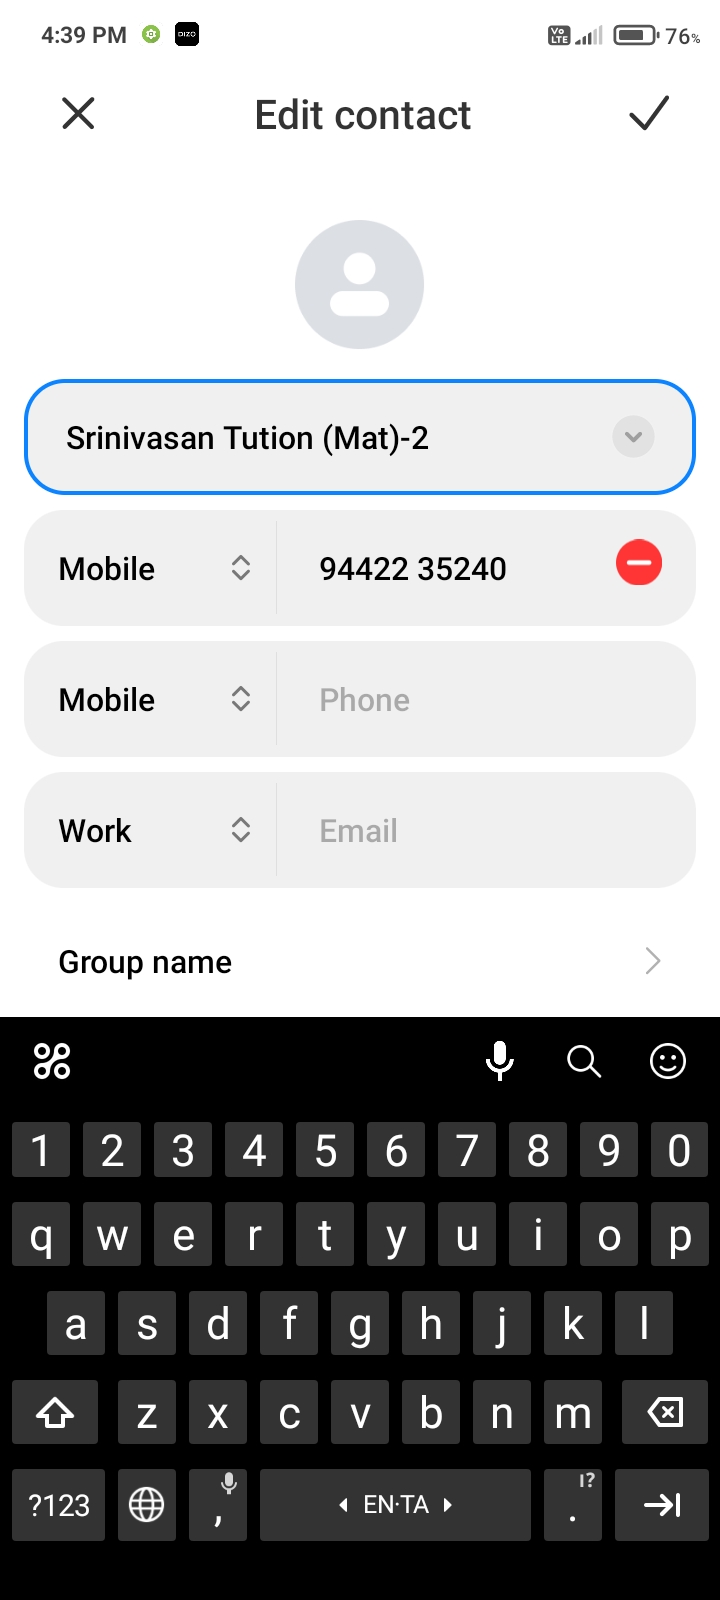 4:39 PM DIZO Vo LTE 76%
Edit contact
Srinivasan Tution (Mat)-2
Mobile 94422 35240
Mobile Phone
Work Email
Group name
1 2 3 4 5 6 7 8 9 0
q w e r t y u i o p
a s d f g h j k l
z x c v b n m
?123 , EN·TA . !?